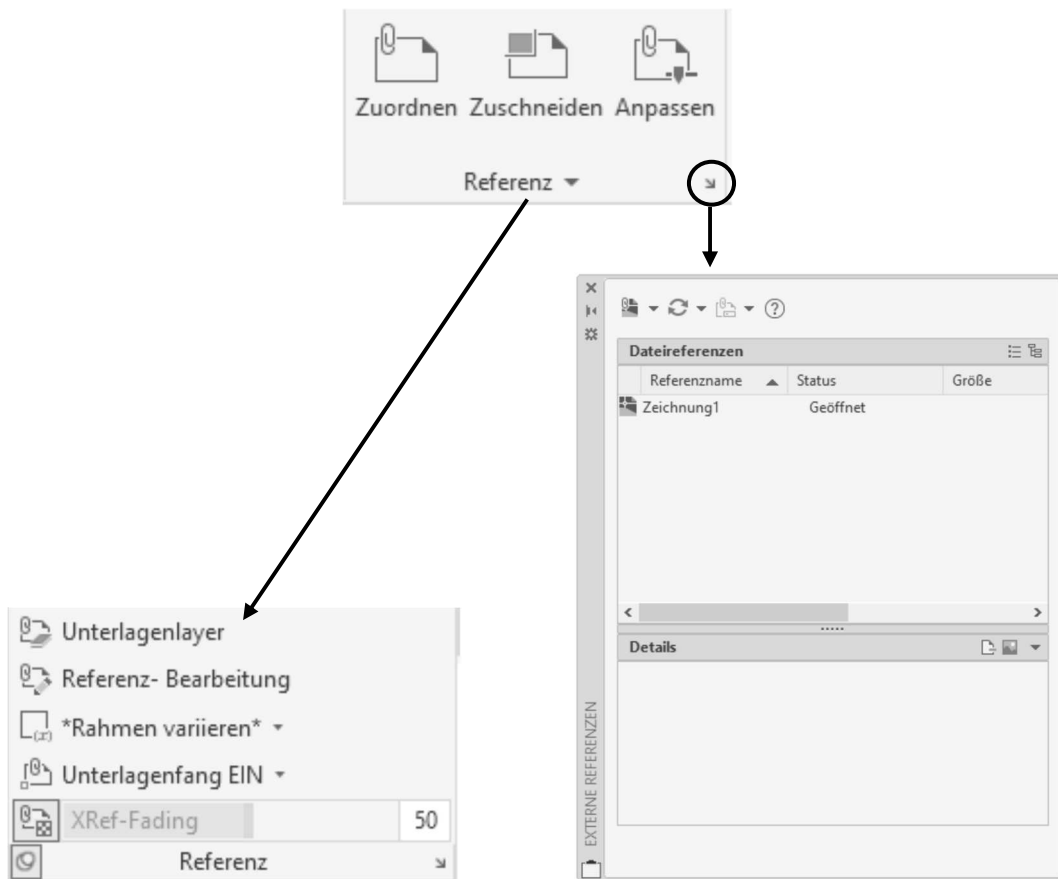 Zuordnen Zuschneiden Anpassen
Referenz
Dateireferenzen
Referenzname Status Größe
Zeichnung1 Geöffnet
Details
EXTERNE REFERENZEN
Unterlagenlayer
Referenz- Bearbeitung
(x) *Rahmen variieren*
Unterlagenfang EIN
XRef-Fading 50
Referenz